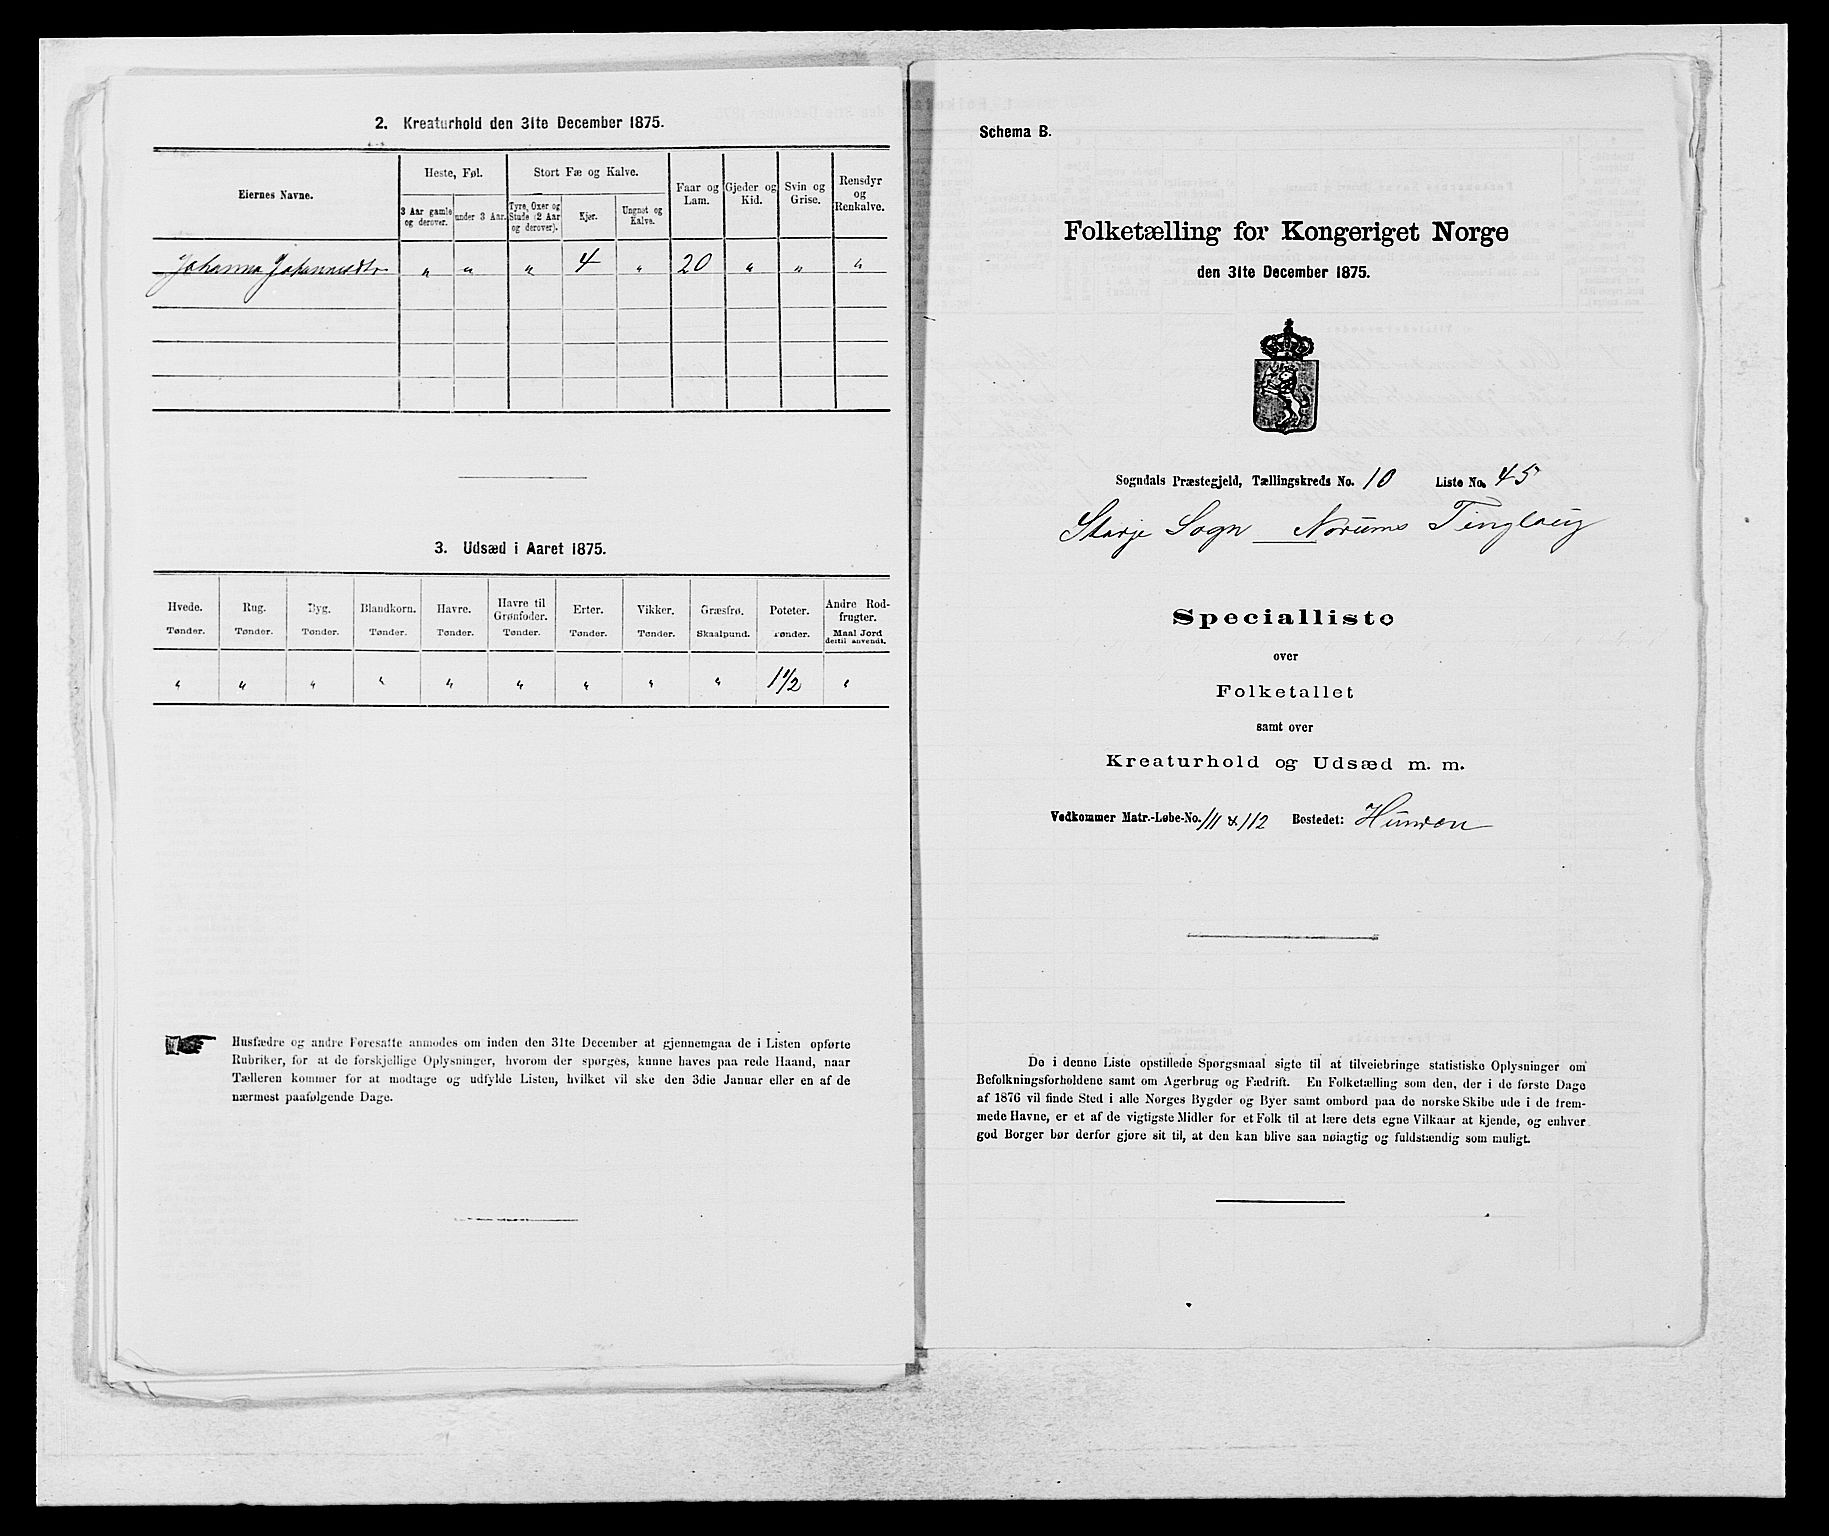 2. Kreaturhold den 31te December 1875.
Eiernes Navne.
Heste, Føl.
Stort Fæ og Kalve.
Faar og Lam.
Gjeder og Kid.
Svin og Grise.
Rensdyr og Renkalve.
3 Aar gamle og derover.
under 3 Aar.
Tyre, Oxer og Stude (2 Aar og derover).
Kjør.
Ungnøt og Kalve.
Johanna Johannesdtr " " " 4 " 20 " " "
3. Udsæd i Aaret 1875.
Hvede. Rug. Byg. Blandkorn. Havre. Havre til Grønfoder. Erter. Vikker. Græsfrø. Poteter. Andre Rodfrugter.
Tønder. Tønder. Tønder. Tønder. Tønder. Tønder. Tønder. Tønder. Skaalpund. Tønder. Maal Jord dertil anvendt.
" " " " " " " " " 1 1/2 "
Husfædre og andre Foresatte anmodes om inden den 31te December at gjennemgaa de i Listen opførte
Rubriker, for at de forskjellige Oplysninger, hvorom der spørges, kunne haves paa rede Haand, naar
Tælleren kommer for at modtage og udfylde Listen, hvilket vil ske den 3die Januar eller en af de
nærmest paafølgende Dage.
Schema B.
Folketælling for Kongeriget Norge
den 31te December 1875.
Sogndals Præstegjeld, Tællingskreds No. 10 Liste No. 45
Sogn Norums Tinglaug
Specialliste
over
Folketallet
samt over
Kreaturhold og Udsæd m. m.
Vedkommer Matr.-Løbe-No. 111 & 112 Bostedet:
De i denne Liste opstillede Spørgsmaal sigte til at tilveiebringe statistiske Oplysninger om
Befolkningsforholdene samt om Agerbrug og Fædrift. En Folketælling som den, der i de første Dage
af 1876 vil finde Sted i alle Norges Bygder og Byer samt ombord paa de norske Skibe ude i de frem-
mede Havne, er et af de vigtigste Midler for et Folk til at lære dets egne Vilkaar at kjende, og enhver
god Borger bør derfor gjøre sit til, at den kan blive saa nøiagtig og fuldstændig som muligt.